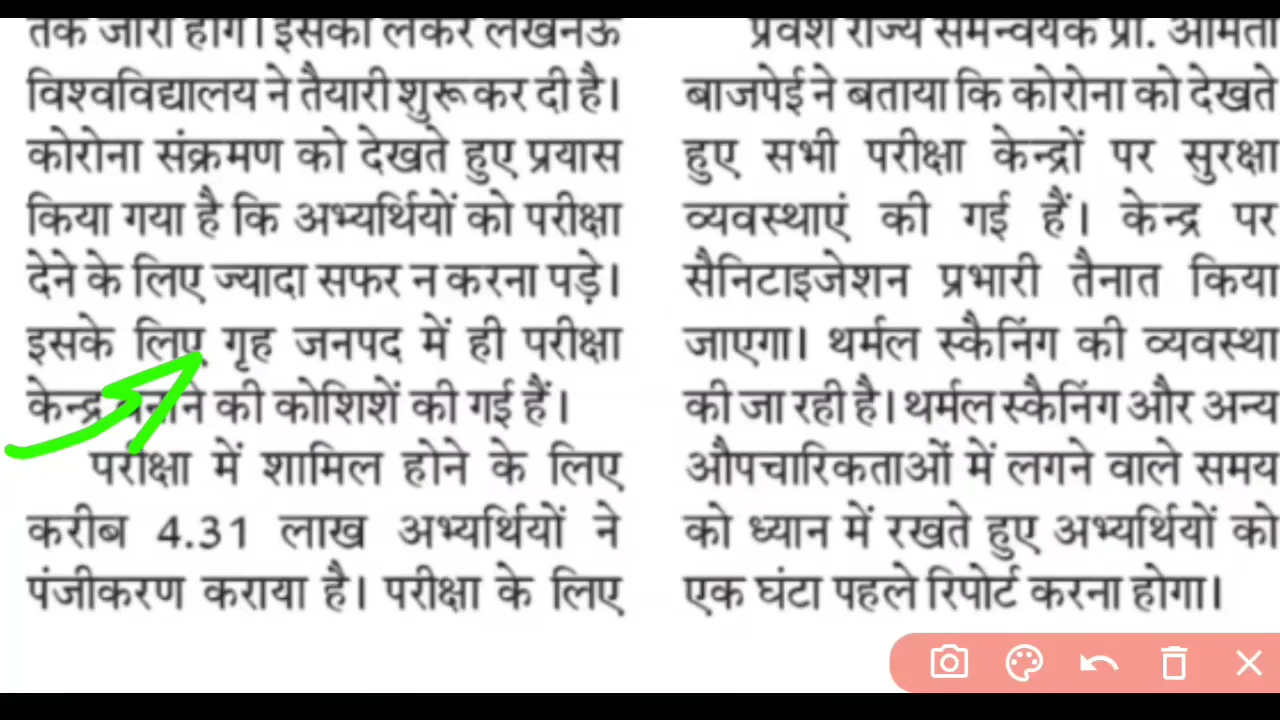 तक जारी होंगे। इसको लेकर लखनऊ
विश्वविद्यालय ने तैयारी शुरू कर दी है।
कोरोना संक्रमण को देखते हुए प्रयास
किया गया है कि अभ्यर्थियों को परीक्षा
देने के लिए ज्यादा सफर न करना पड़े।
इसके लिए गृह जनपद में ही परीक्षा
केन्द्र बनाने की कोशिशें की गई हैं।
परीक्षा में शामिल होने के लिए
करीब 4.31 लाख अभ्यर्थियों ने
पंजीकरण कराया है। परीक्षा के लिए
प्रवेश राज्य समन्वयक प्रो. अमिता
बाजपेई ने बताया कि कोरोना को देखते
हुए सभी परीक्षा केन्द्रों पर सुरक्षा
व्यवस्थाएं की गई हैं। केन्द्र पर
सैनिटाइजेशन प्रभारी तैनात किया
जाएगा। थर्मल स्कैनिंग की व्यवस्था
की जा रही है। थर्मल स्कैनिंग और अन्य
औपचारिकताओं में लगने वाले समय
को ध्यान में रखते हुए अभ्यर्थियों को
एक घंटा पहले रिपोर्ट करना होगा।